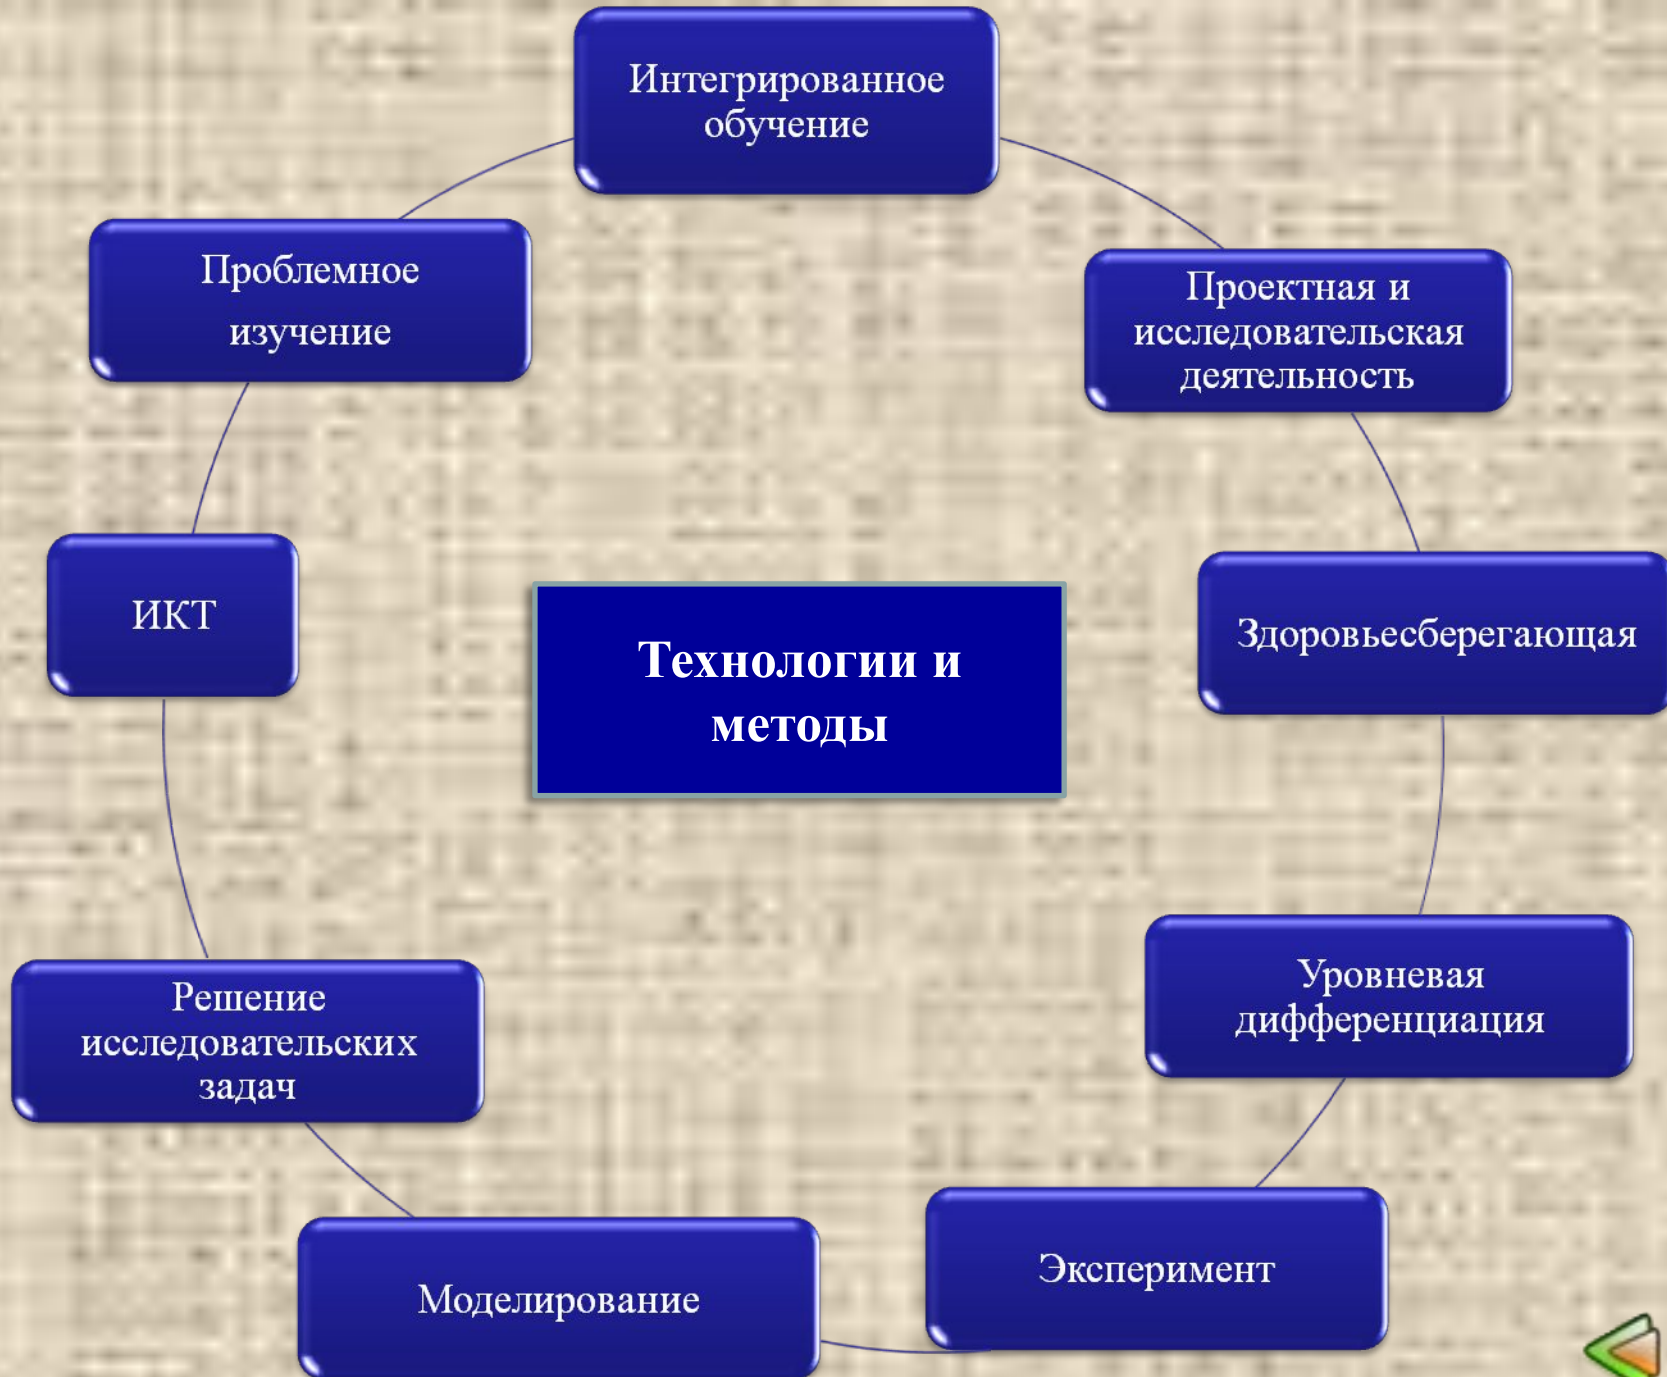 Интегрированное
обучение
Проектная и
исследовательская
деятельность
Здоровьесберегающая
Уровневая
дифференциация
Эксперимент
Моделирование
Решение
исследовательских
задач
ИКТ
Проблемное
изучение
Технологии и
методы